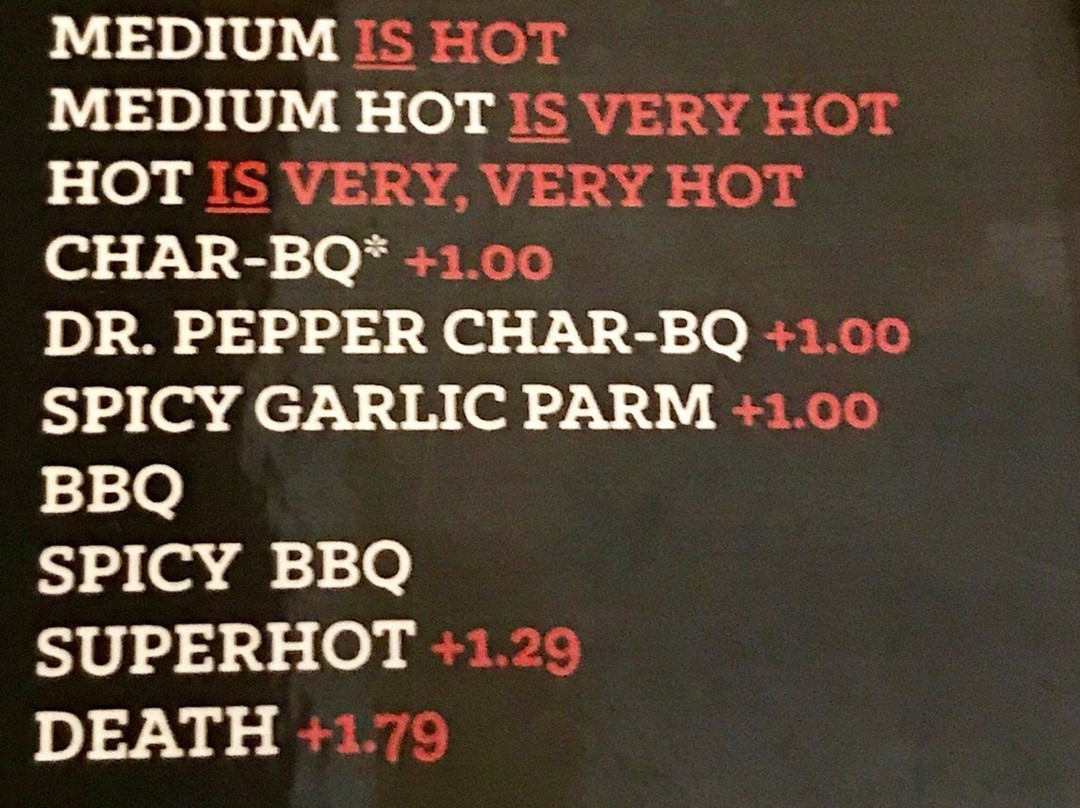 MEDIUM IS HOT
MEDIUM HOT IS VERY HOT
HOT IS VERY, VERY HOT
CHAR-BQ* +1.00
DR. PEPPER CHAR-BQ +1.00
SPICY GARLIC PARM +1.00
BBQ
SPICY BBQ
SUPERHOT +1.29
DEATH +1.79